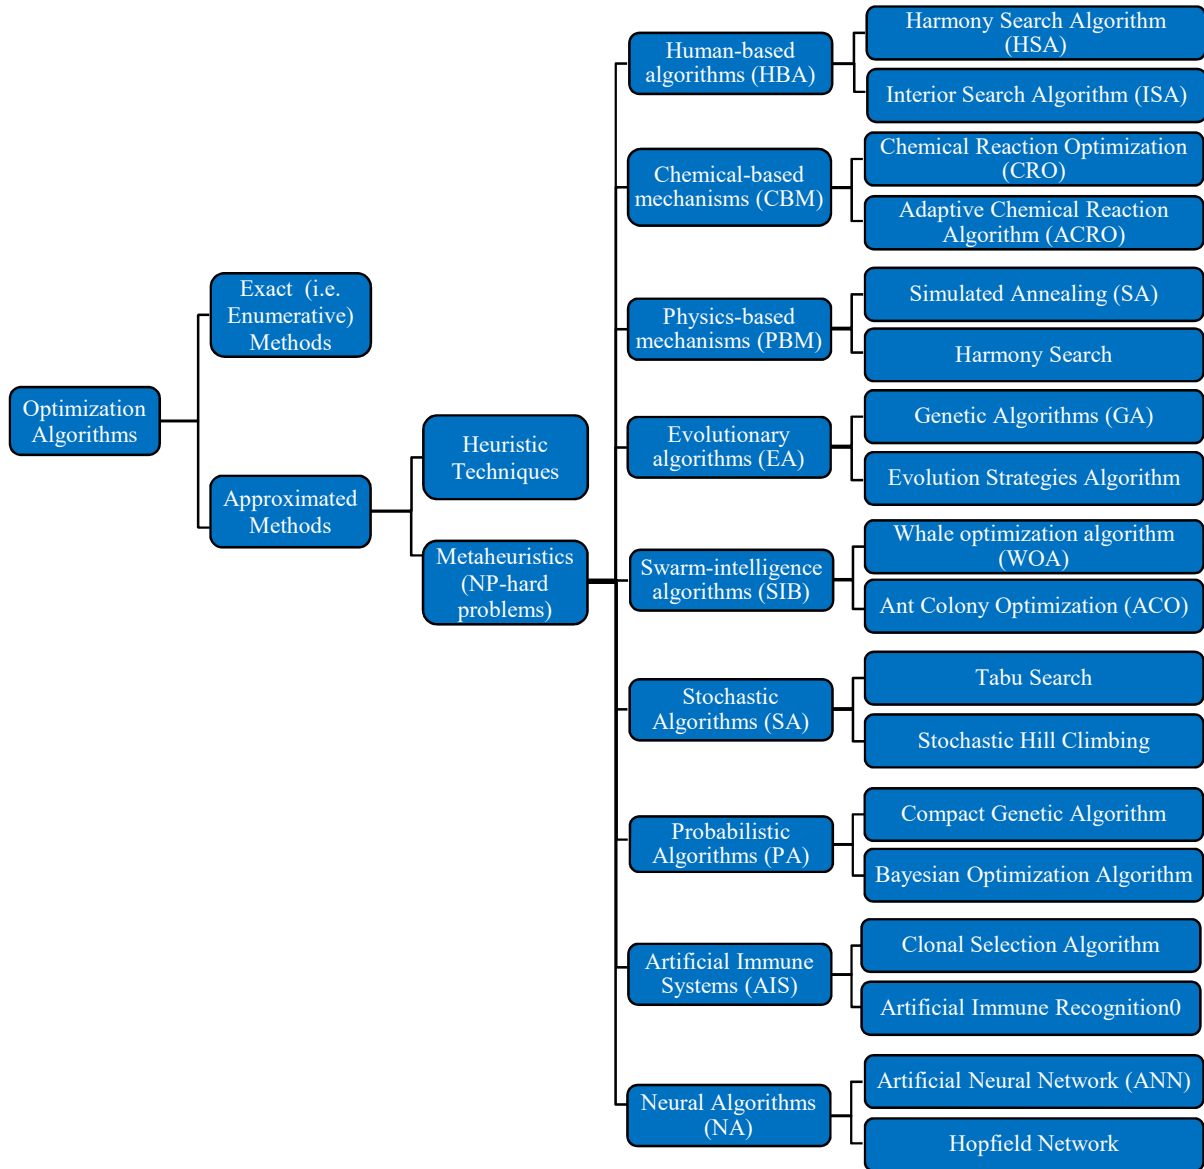 Optimization
Algorithms
Exact (i.e.
Enumerative)
Methods
Approximated
Methods
Heuristic
Techniques
Metaheuristics
(NP-hard
problems)
Human-based
algorithms (HBA)
Harmony Search Algorithm
(HSA)
Interior Search Algorithm (ISA)
Chemical-based
mechanisms (CBM)
Chemical Reaction Optimization
(CRO)
Adaptive Chemical Reaction
Algorithm (ACRO)
Physics-based
mechanisms (PBM)
Simulated Annealing (SA)
Harmony Search
Evolutionary
algorithms (EA)
Genetic Algorithms (GA)
Evolution Strategies Algorithm
Swarm-intelligence
algorithms (SIB)
Whale optimization algorithm
(WOA)
Ant Colony Optimization (ACO)
Stochastic
Algorithms (SA)
Tabu Search
Stochastic Hill Climbing
Probabilistic
Algorithms (PA)
Compact Genetic Algorithm
Bayesian Optimization Algorithm
Artificial Immune
Systems (AIS)
Clonal Selection Algorithm
Artificial Immune Recognition0
Neural Algorithms
(NA)
Artificial Neural Network (ANN)
Hopfield Network